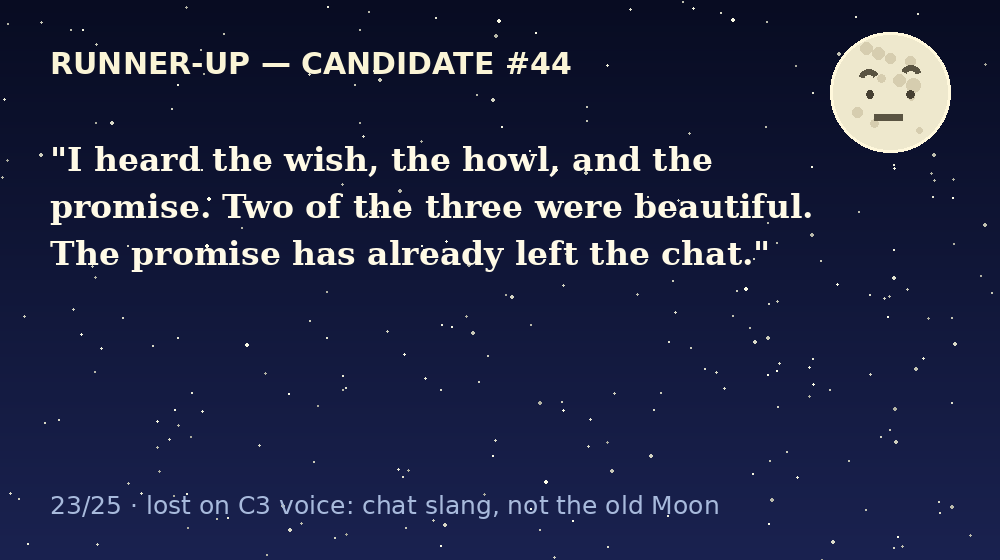 RUNNER-UP — CANDIDATE #44
"I heard the wish, the howl, and the
promise. Two of the three were beautiful.
The promise has already left the chat."
23/25 · lost on C3 voice: chat slang, not the old Moon